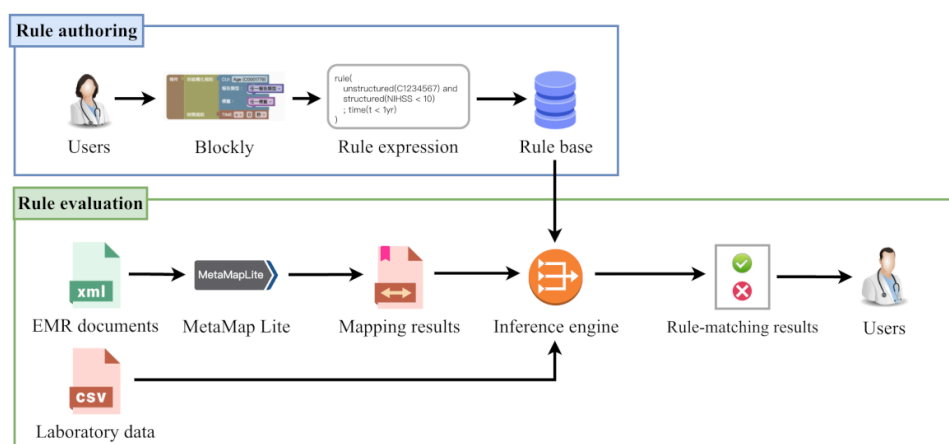 Rule authoring
rule(
unstructured(C1234567) and
structured(NIHSS < 10)
; time(t < 1yr)
)
Users
Blockly
Rule expression
Rule base
Rule evaluation
xml
MetaMapLite
EMR documents
MetaMap Lite
Mapping results
Inference engine
Rule-matching results
Users
CSV
Laboratory data